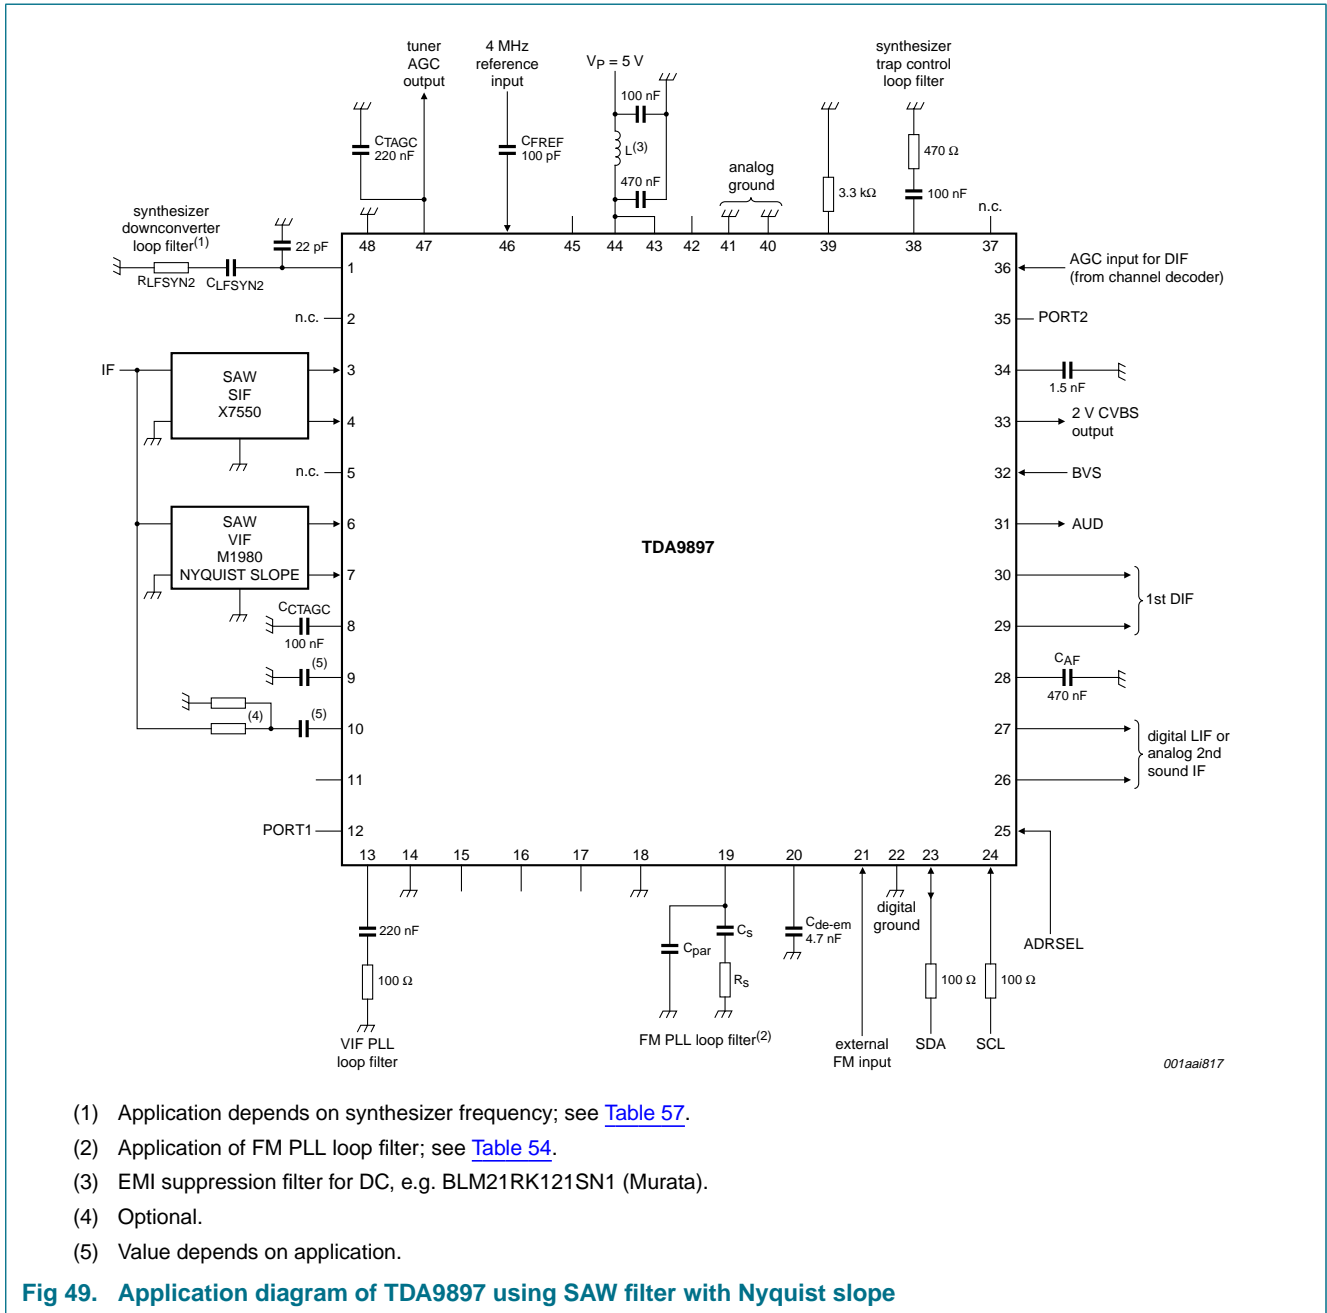 tuner
AGC
output
4 MHz
reference
input
VP = 5 V
synthesizer
trap control
loop filter
100 nF
CTAGC
220 nF
CFREF
100 pF
L(3)
470 nF
analog
ground
3.3 kΩ
470 Ω
100 nF
n.c.
synthesizer
downconverter
loop filter(1)
22 pF
RLFSYN2
CLFSYN2
48 47 46 45 44 43 42 41 40 39 38 37
1
36
AGC input for DIF
(from channel decoder)
n.c.
2
35
PORT2
IF
SAW
SIF
X7550
3
34
1.5 nF
4
33
2 V CVBS
output
n.c.
5
32
BVS
SAW
VIF
M1980
NYQUIST SLOPE
6
31
AUD
TDA9897
7
30
1st DIF
CCTAGC
100 nF
8
29
(5)
9
28
CAF
470 nF
(4)
(5)
10
27
digital LIF or
analog 2nd
sound IF
11
26
PORT1
12
25
13 14 15 16 17 18 19 20 21 22 23 24
digital
ground
220 nF
100 Ω
Cpar
Cs
Rs
Cde-em
4.7 nF
100 Ω
100 Ω
ADRSEL
VIF PLL
loop filter
FM PLL loop filter(2)
external
FM input
SDA
SCL
001aai817
(1) Application depends on synthesizer frequency; see Table 57.
(2) Application of FM PLL loop filter; see Table 54.
(3) EMI suppression filter for DC, e.g. BLM21RK121SN1 (Murata).
(4) Optional.
(5) Value depends on application.
Fig 49. Application diagram of TDA9897 using SAW filter with Nyquist slope